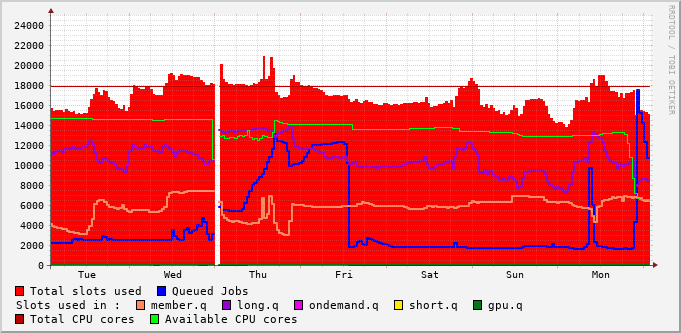 RRDTOOL / TOBI OETIKER
24000
22000
20000
18000
16000
14000
12000
10000
8000
6000
4000
2000
0
Tue Wed Thu Fri Sat Sun Mon
Total slots used Queued Jobs
Slots used in : member.q long.q ondemand.q short.q gpu.q
Total CPU cores Available CPU cores